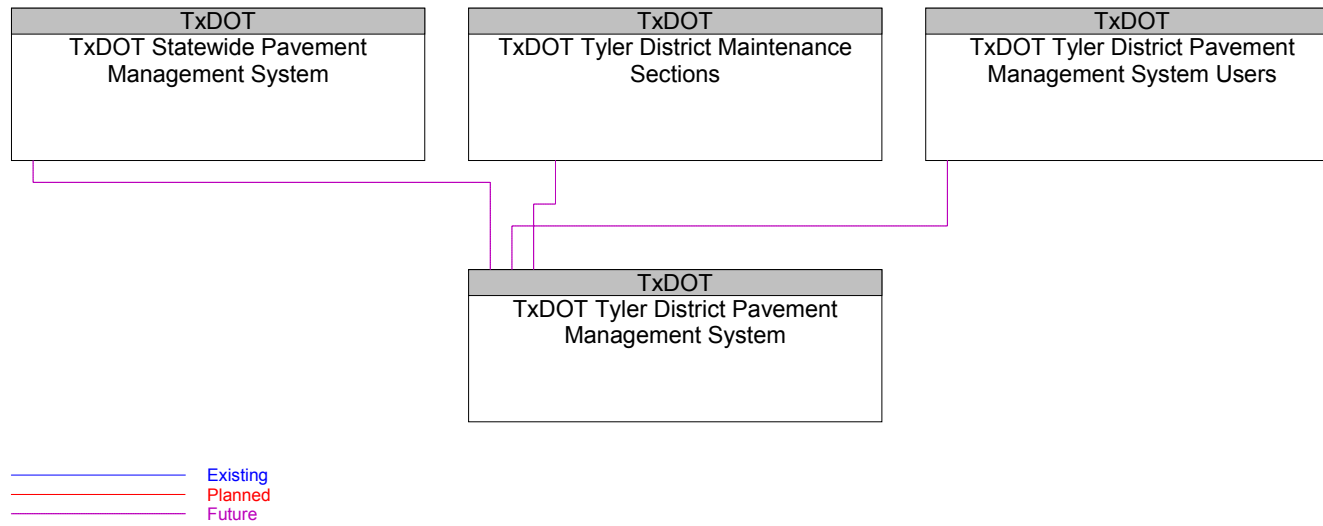 TxDOT
TxDOT Statewide Pavement
Management System
TxDOT
TxDOT Tyler District Maintenance
Sections
TxDOT
TxDOT Tyler District Pavement
Management System Users
TxDOT
TxDOT Tyler District Pavement
Management System
Existing
Planned
Future